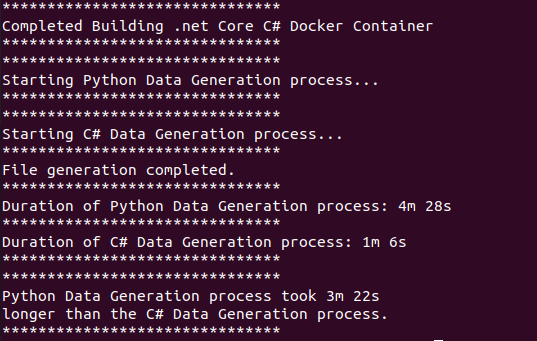 *******************************
Completed Building .net Core C# Docker Container
*******************************
*******************************
Starting Python Data Generation process...
*******************************
*******************************
Starting C# Data Generation process...
*******************************
File generation completed.
*******************************
Duration of Python Data Generation process: 4m 28s
*******************************
Duration of C# Data Generation process: 1m 6s
*******************************
*******************************
Python Data Generation process took 3m 22s
longer than the C# Data Generation process.
*******************************